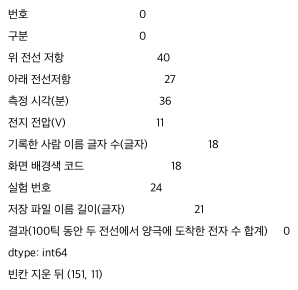 번호 0
구분 0
위 전선 저항 40
아래 전선저항 27
측정 시각(분) 36
전지 전압(V) 11
기록한 사람 이름 글자 수(글자) 18
화면 배경색 코드 18
실험 번호 24
저장 파일 이름 길이(글자) 21
결과(100틱 동안 두 전선에서 양극에 도착한 전자 수 합계) 0
dtype: int64
빈칸 지운 뒤 (151, 11)